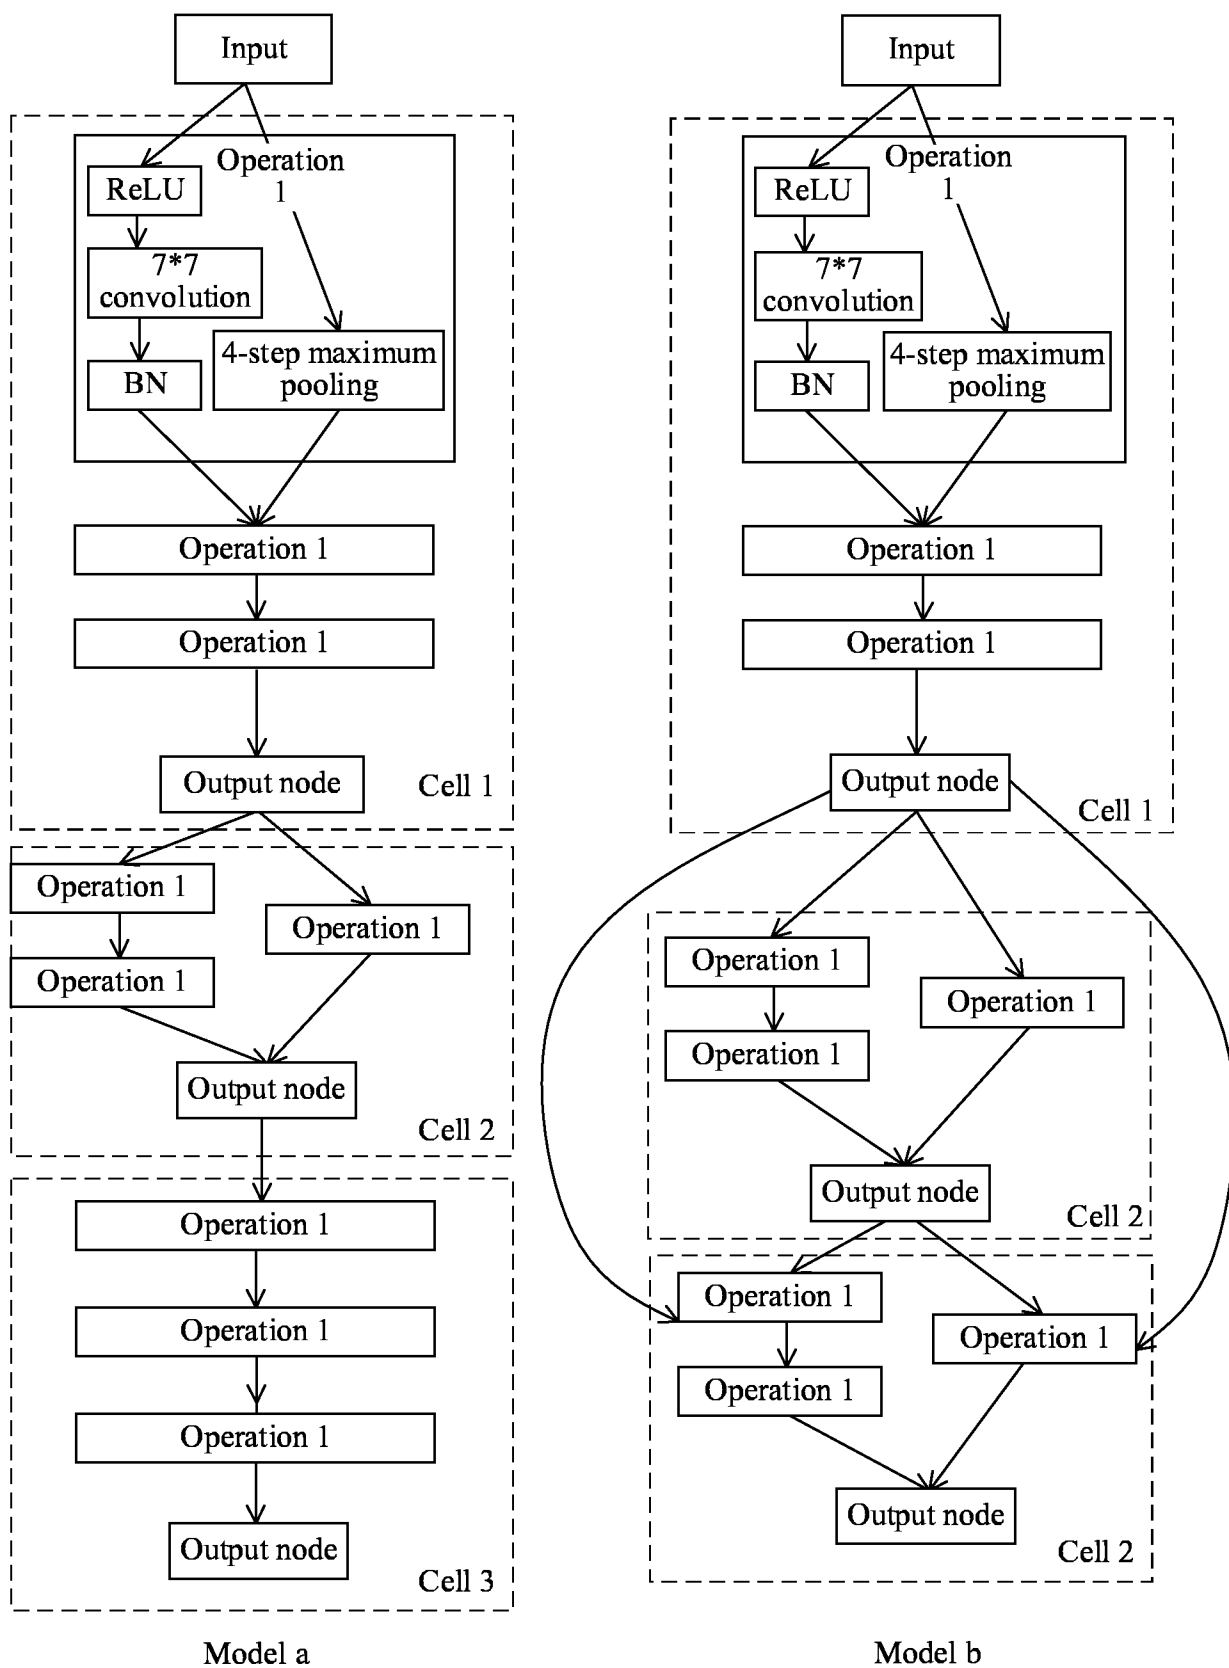 Input
Operation
1
ReLU
7*7
convolution
BN
4-step maximum
pooling
Operation 1
Operation 1
Output node
Cell 1
Operation 1
Operation 1
Operation 1
Output node
Cell 2
Operation 1
Operation 1
Operation 1
Output node
Cell 3
Model a
Input
Operation
1
ReLU
7*7
convolution
BN
4-step maximum
pooling
Operation 1
Operation 1
Output node
Cell 1
Operation 1
Operation 1
Operation 1
Output node
Cell 2
Operation 1
Operation 1
Operation 1
Output node
Cell 2
Model b